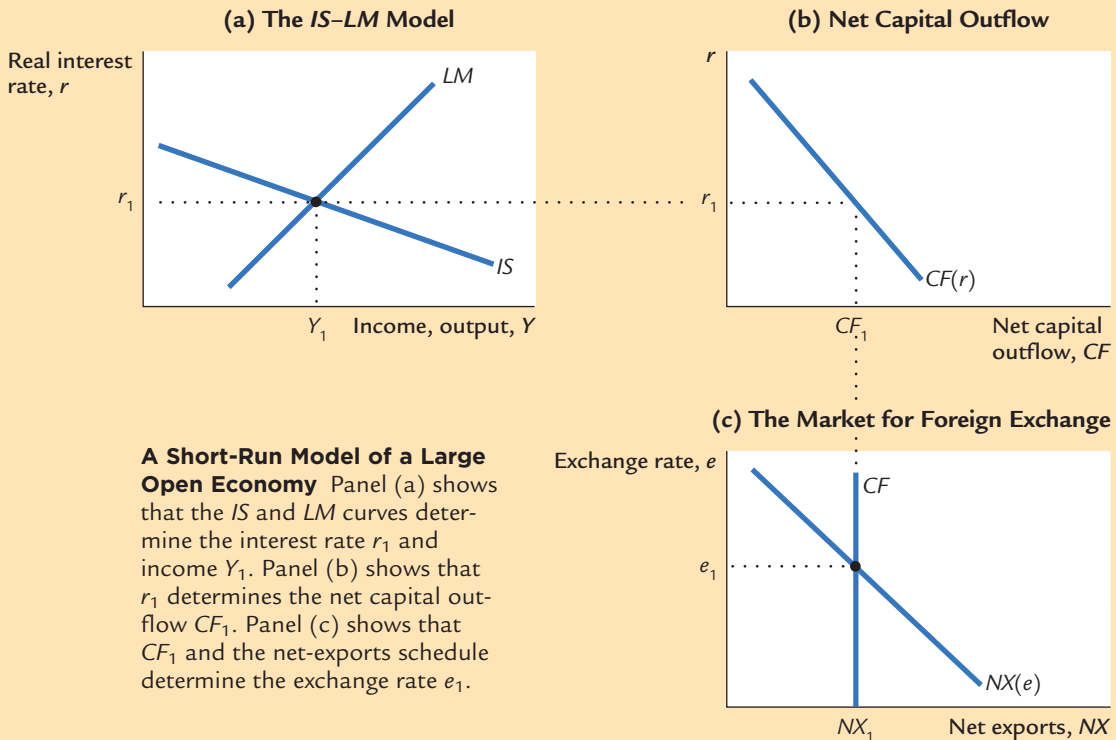 (a) The IS–LM Model
Real interest
rate, r
LM
r1
IS
Y1
Income, output, Y
(b) Net Capital Outflow
r
r1
CF(r)
CF1
Net capital
outflow, CF
(c) The Market for Foreign Exchange
Exchange rate, e
CF
e1
NX(e)
NX1
Net exports, NX
A Short-Run Model of a Large
Open Economy Panel (a) shows
that the IS and LM curves deter-
mine the interest rate r1 and
income Y1. Panel (b) shows that
r1 determines the net capital out-
flow CF1. Panel (c) shows that
CF1 and the net-exports schedule
determine the exchange rate e1.